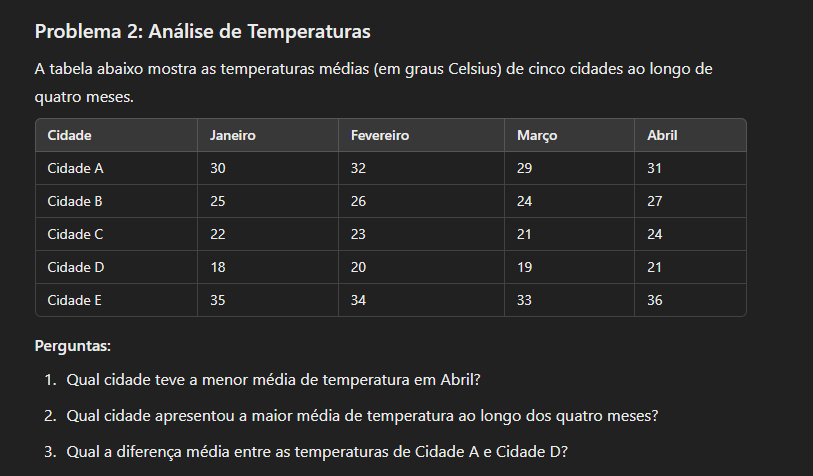 Problema 2: Análise de Temperaturas
A tabela abaixo mostra as temperaturas médias (em graus Celsius) de cinco cidades ao longo de
quatro meses.
Cidade Janeiro Fevereiro Março Abril
Cidade A 30 32 29 31
Cidade B 25 26 24 27
Cidade C 22 23 21 24
Cidade D 18 20 19 21
Cidade E 35 34 33 36
Perguntas:
1. Qual cidade teve a menor média de temperatura em Abril?
2. Qual cidade apresentou a maior média de temperatura ao longo dos quatro meses?
3. Qual a diferença média entre as temperaturas de Cidade A e Cidade D?